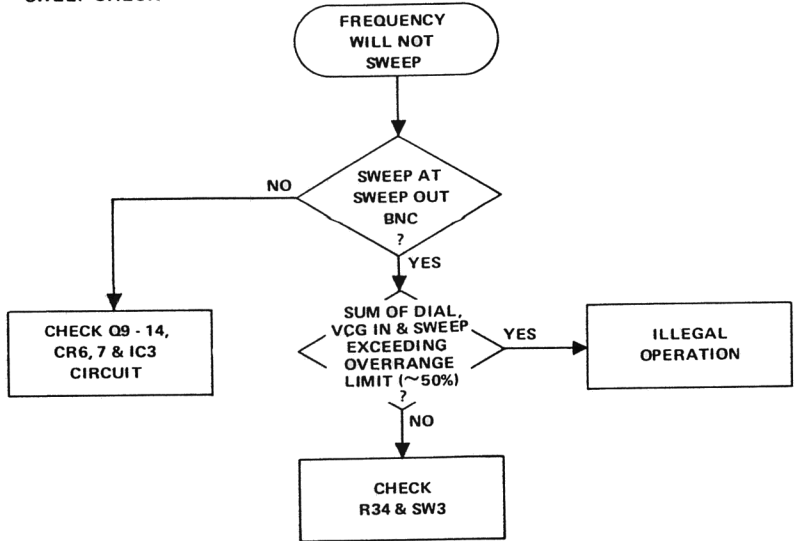 FREQUENCY
WILL NOT
SWEEP
SWEEP AT
SWEEP OUT
BNC
?
NO
YES
CHECK Q9 - 14,
CR6, 7 & IC3
CIRCUIT
SUM OF DIAL,
VCG IN & SWEEP
EXCEEDING
OVERRANGE
LIMIT (~50%)
?
YES
ILLEGAL
OPERATION
NO
CHECK
R34 & SW3